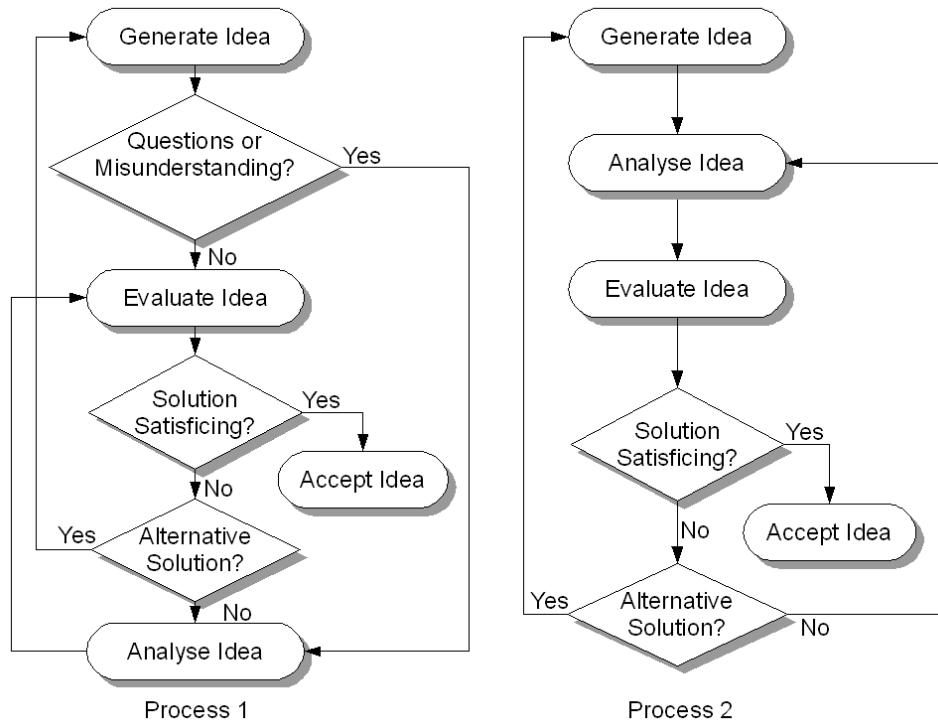 Generate Idea
Questions or
Misunderstanding?
Yes
No
Evaluate Idea
Solution
Satisficing?
Yes
Accept Idea
No
Alternative
Solution?
Yes
No
Analyse Idea
Process 1
Generate Idea
Analyse Idea
Evaluate Idea
Solution
Satisficing?
Yes
Accept Idea
No
Alternative
Solution?
Yes
No
Process 2